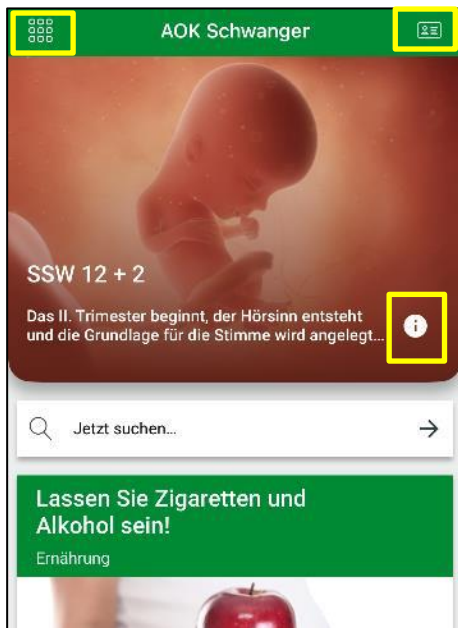 AOK Schwanger
SSW 12 + 2
Das II. Trimester beginnt, der Hörsinn entsteht
und die Grundlage für die Stimme wird angelegt...
Jetzt suchen...
Lassen Sie Zigaretten und
Alkohol sein!
Ernährung